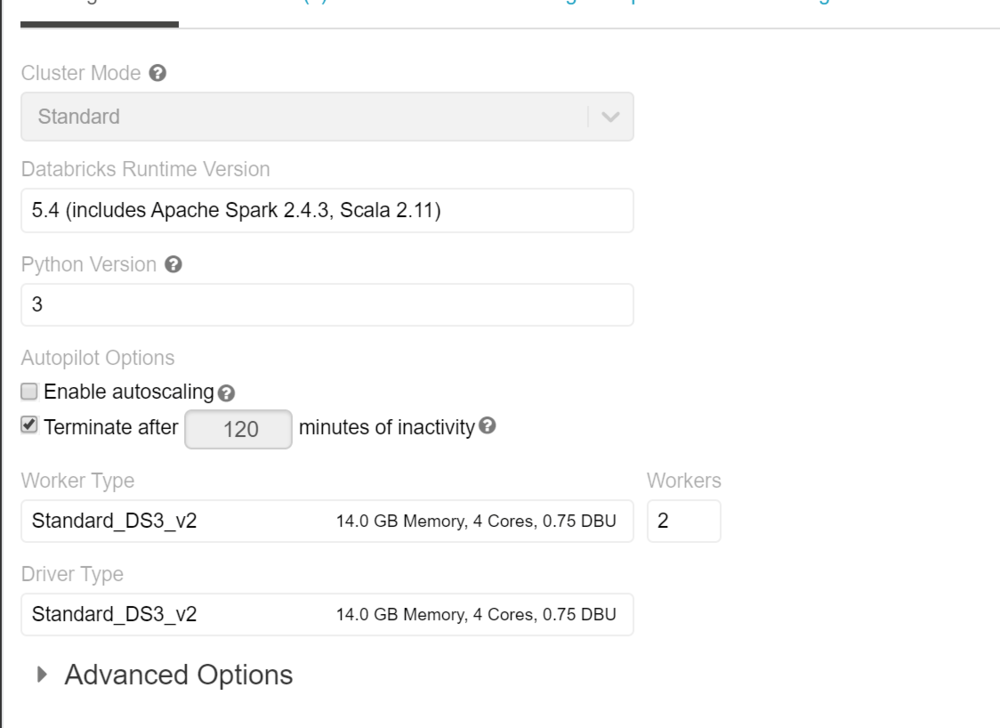 Cluster Mode
Standard
Databricks Runtime Version
5.4 (includes Apache Spark 2.4.3, Scala 2.11)
Python Version
3
Autopilot Options
Enable autoscaling
Terminate after 120 minutes of inactivity
Worker Type Workers
Standard_DS3_v2 14.0 GB Memory, 4 Cores, 0.75 DBU 2
Driver Type
Standard_DS3_v2 14.0 GB Memory, 4 Cores, 0.75 DBU
Advanced Options